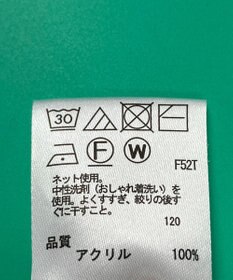 30
F W
F52T
ネット使用。
中性洗剤（おしゃれ着洗い）を
使用。よくすすぎ、絞りの後す
ぐに干すこと。
120
品質
アクリル 100%